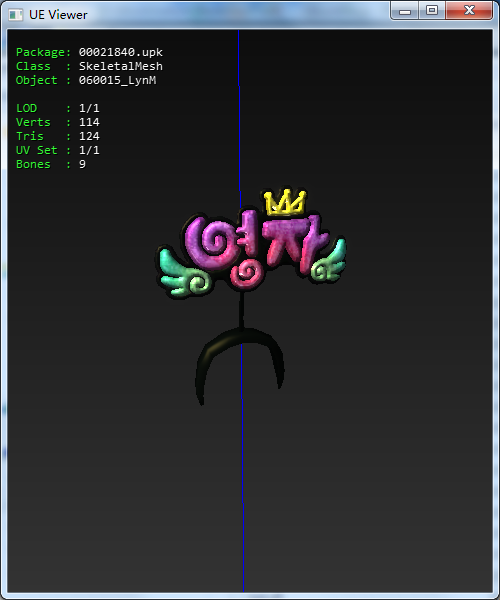 UE Viewer
Package: 00021840.upk
Class : SkeletalMesh
Object : 060015_LynM
LOD : 1/1
Verts : 114
Tris : 124
UV Set : 1/1
Bones : 9
영자